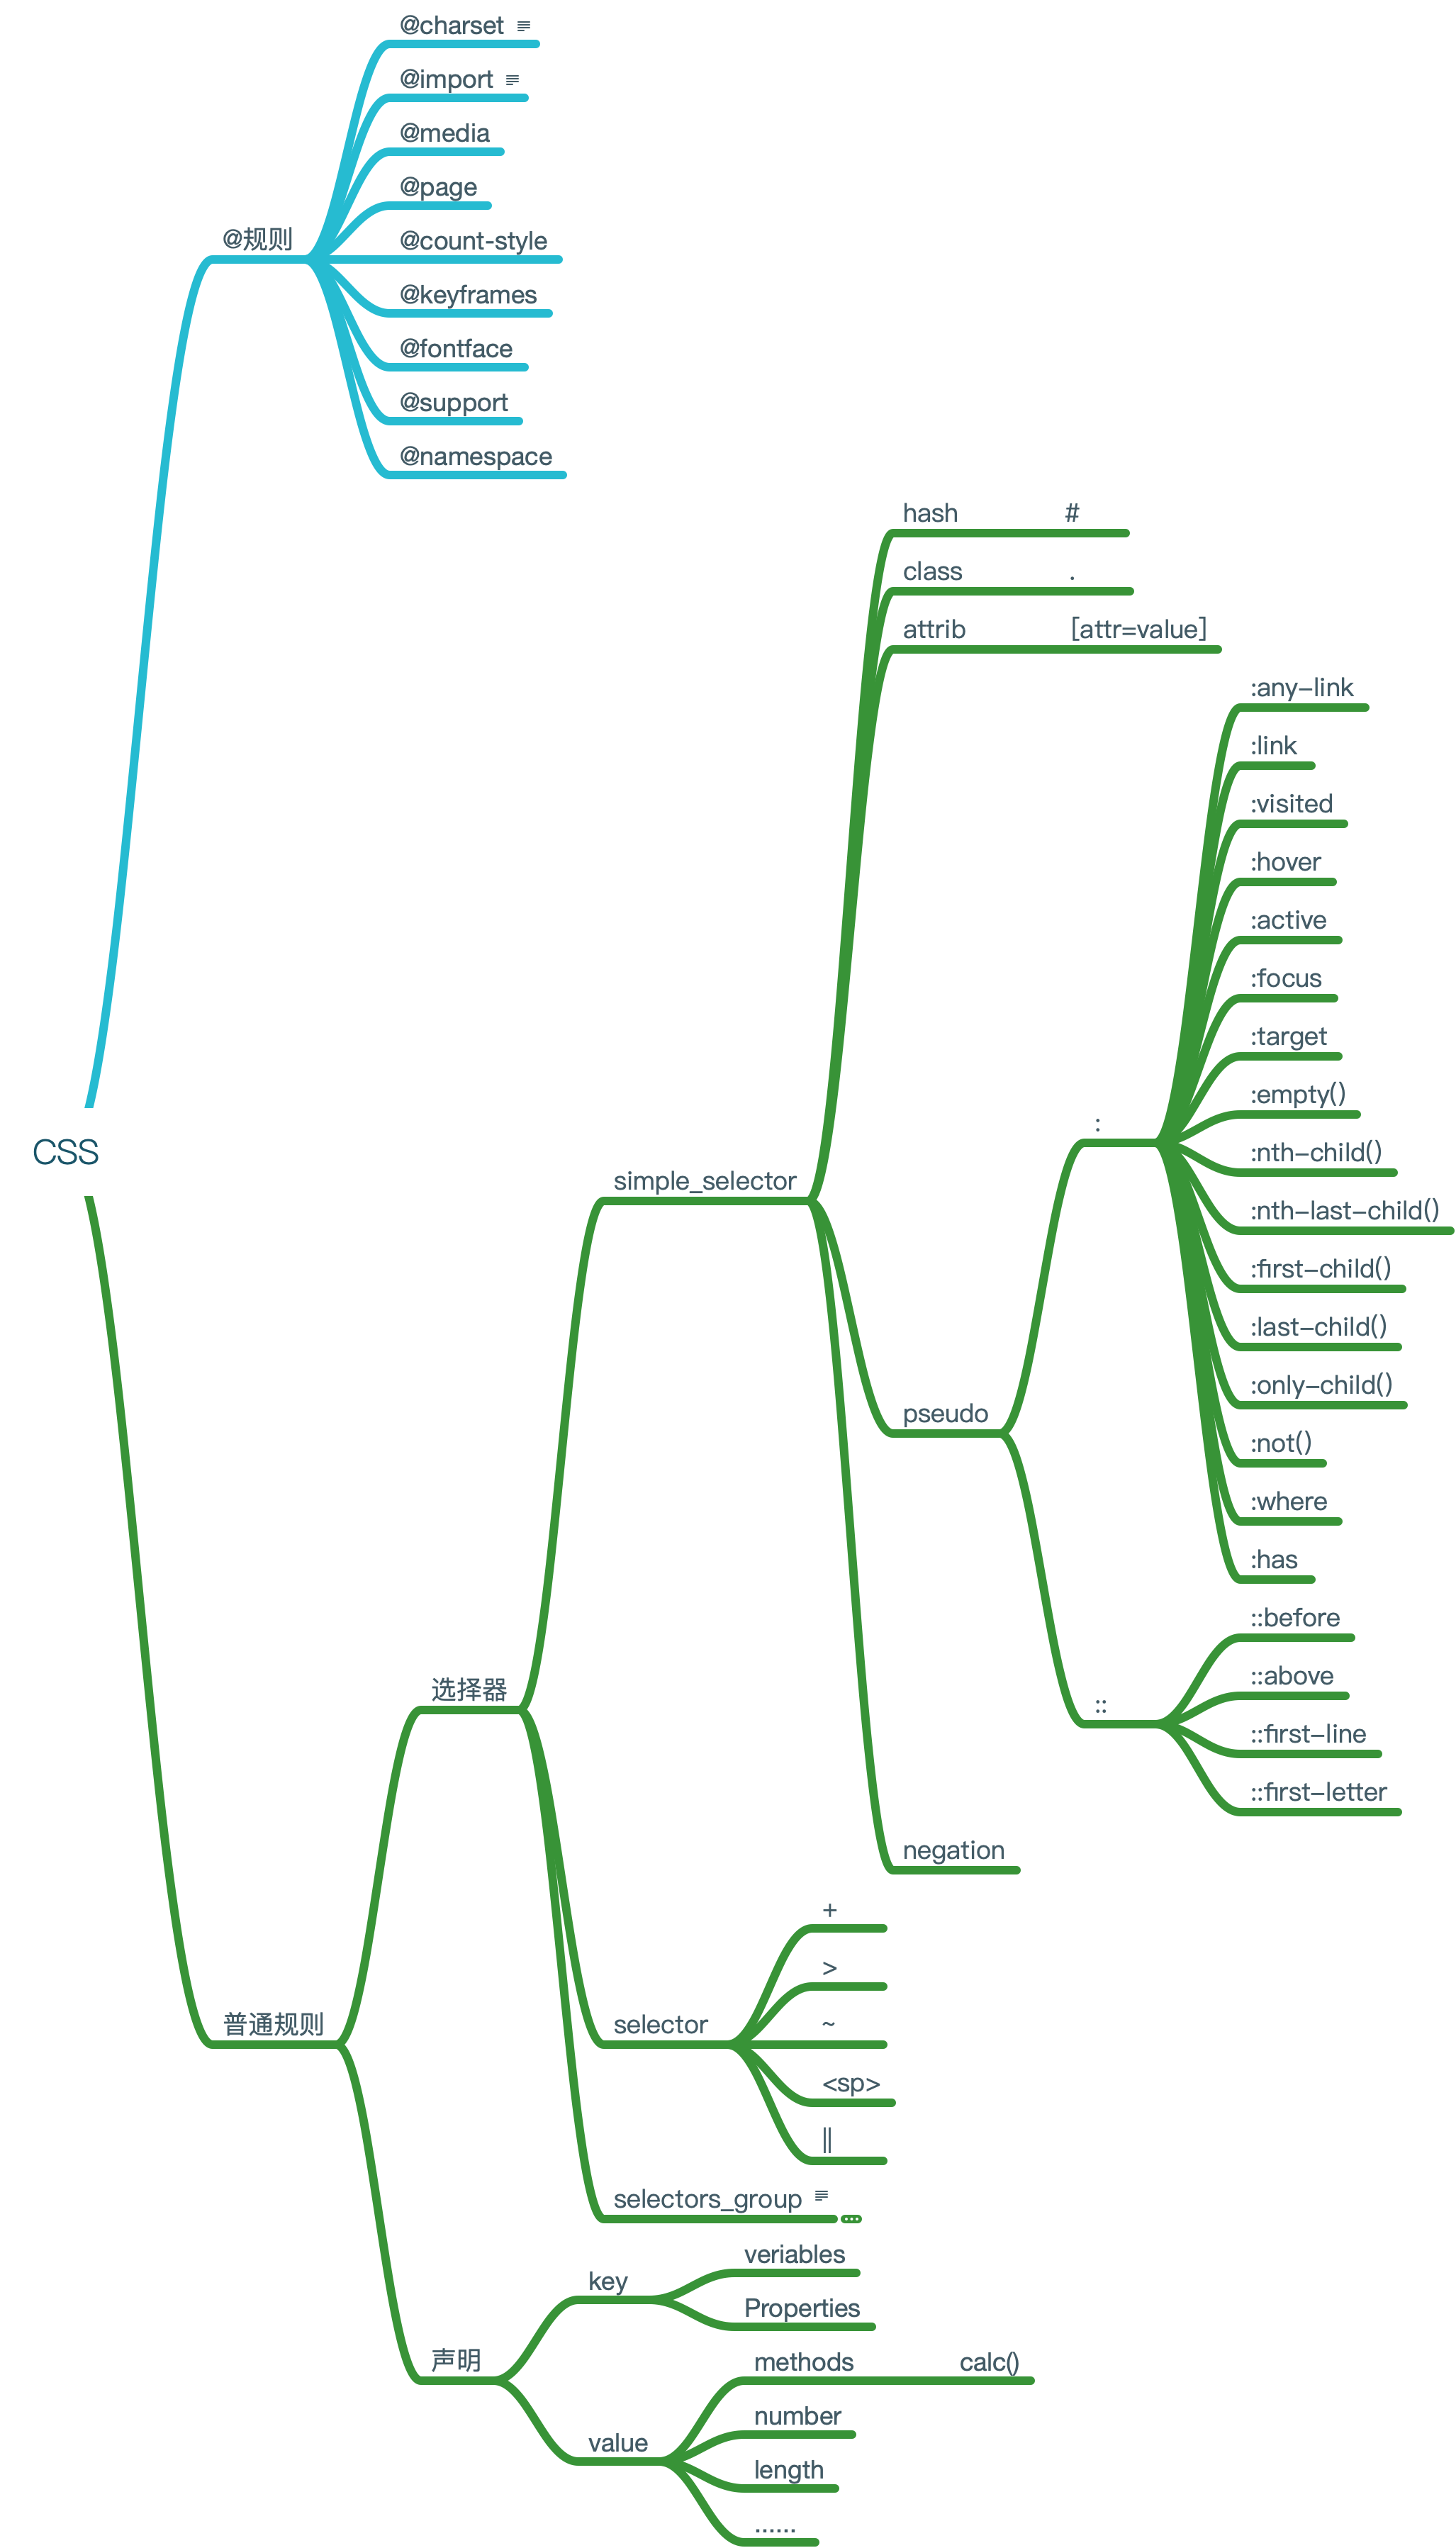 @charset
@import
@media
@page
@规则
@count-style
@keyframes
@fontface
@support
@namespace
hash #
class .
attrib [attr=value]
:any-link
:link
:visited
:hover
:active
:focus
:target
:empty()
:
:nth-child()
CSS
simple_selector
:nth-last-child()
:first-child()
:last-child()
:only-child()
pseudo
:not()
:where
:has
::before
::above
选择器
::
::first-line
::first-letter
negation
+
>
~
selector
普通规则
<sp>
||
selectors_group
veriables
key
Properties
声明
methods calc()
number
value
length
......